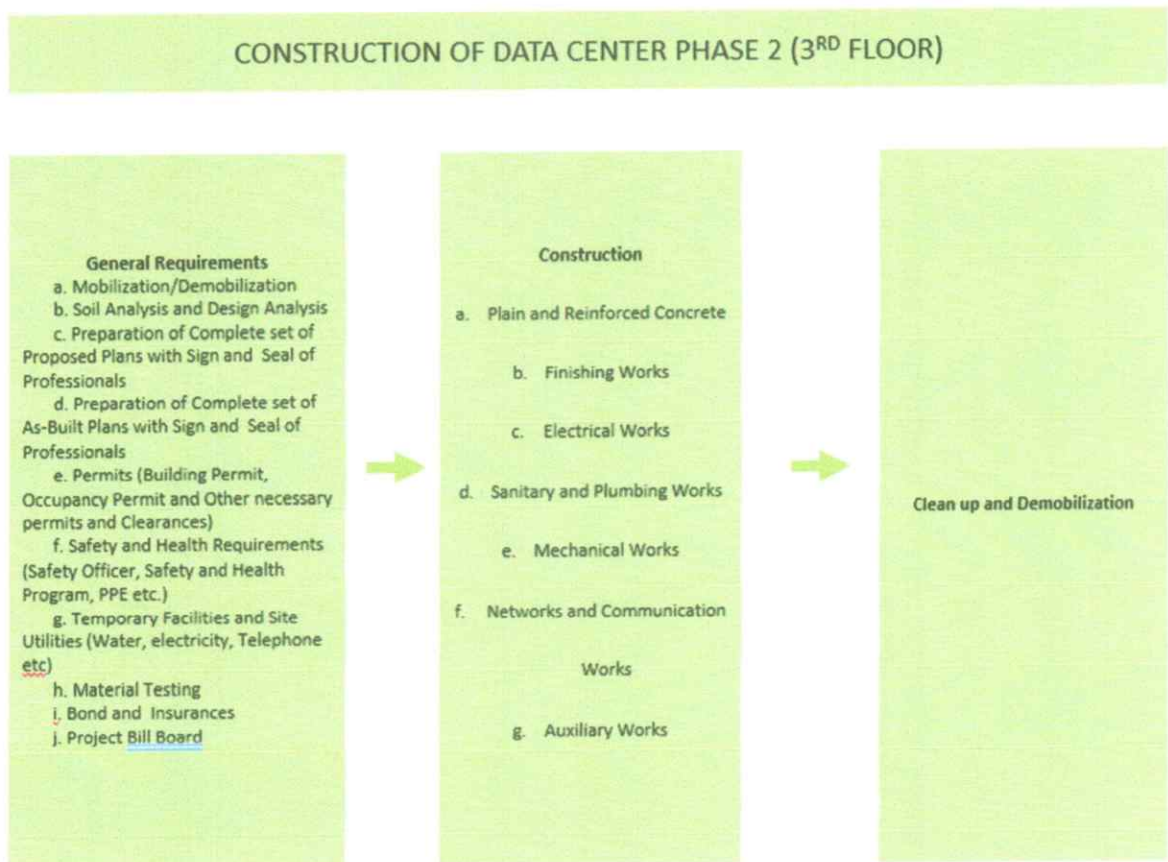 CONSTRUCTION OF DATA CENTER PHASE 2 (3RD FLOOR)
General Requirements
a. Mobilization/Demobilization
b. Soil Analysis and Design Analysis
c. Preparation of Complete set of
Proposed Plans with Sign and Seal of
Professionals
d. Preparation of Complete set of
As-Built Plans with Sign and Seal of
Professionals
e. Permits (Building Permit,
Occupancy Permit and Other necessary
permits and Clearances)
f. Safety and Health Requirements
(Safety Officer, Safety and Health
Program, PPE etc.)
g. Temporary Facilities and Site
Utilities (Water, electricity, Telephone
etc)
h. Material Testing
i. Bond and Insurances
j. Project Bill Board
Construction
a. Plain and Reinforced Concrete
b. Finishing Works
c. Electrical Works
d. Sanitary and Plumbing Works
e. Mechanical Works
f. Networks and Communication
Works
g. Auxiliary Works
Clean up and Demobilization